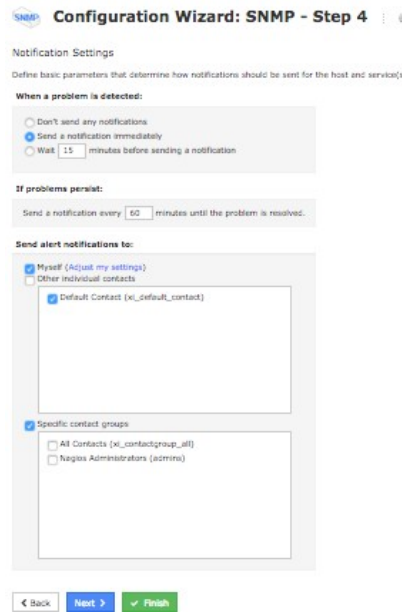 SNMP Configuration Wizard: SNMP - Step 4
Notification Settings
Define basic parameters that determine how notifications should be sent for the host and service(s
When a problem is detected:
Don't send any notifications
Send a notification immediately
Wait 15 minutes before sending a notification
If problems persist:
Send a notification every 60 minutes until the problem is resolved.
Send alert notifications to:
Myself (Adjust my settings)
Other individual contacts
Default Contact (xi_default_contact)
Specific contact groups
All Contacts (xi_contactgroup_all)
Nagios Administrators (admins)
Back Next Finish